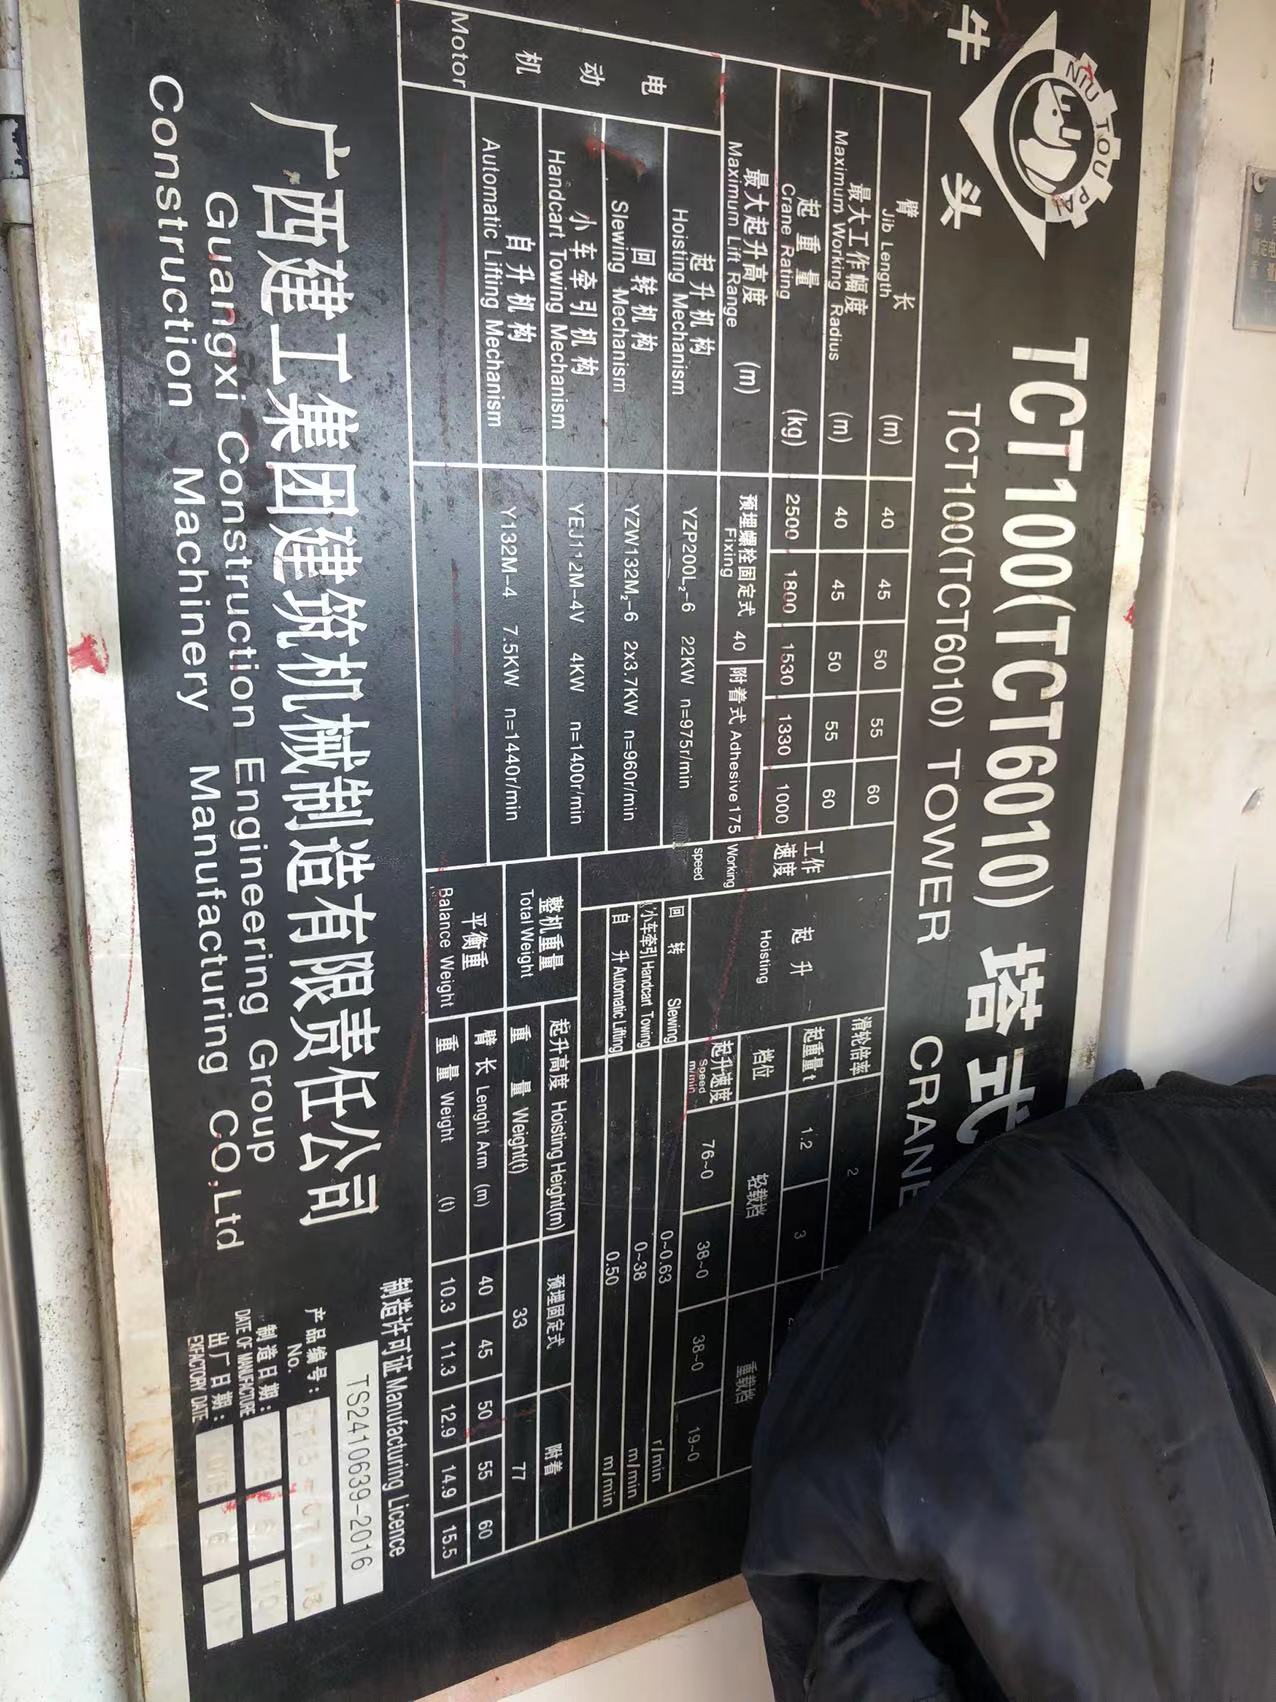 NIU TOU PAI
牛 头
TCT100(TCT6010) 塔式
TCT100(TCT6010) TOWER CRANE
臂 长 (m) 40 45 50 55 60
Jib Length
最大工作幅度 (m) 40 45 50 55 60
Maximum Working Radius
起重量 (kg) 2500 1800 1530 1330 1000
Crane Rating
最大起升高度 (m) 预埋螺栓固定式 40 附着式 Adhesive 175
Maximum Lift Range Fixing
电动机 Motor
起升机构 YZP200L₂-6 22KW n=975r/min
Hoisting Mechanism
回转机构 YZW132M₂-6 2x3.7KW n=960r/min
Slewing Mechanism
小车牵引机构 YEJ112M-4V 4KW n=1400r/min
Handcart Towing Mechanism
自升机构 Y132M-4 7.5KW n=1440r/min
Automatic Lifting Mechanism
工作速度 Working speed
起升 Hoisting
滑轮倍率 2
起重量 t 1.2 3
档位 轻载档 重载档
起升速度 Speed m/min 76~0 38~0 38~0 19~0
回 转 Slewing 0~0.63 r/min
小车牵引 Handcart Towing 0~38 m/min
自 升 Automatic Lifting 0.50 m/min
整机重量 Total Weight
起升高度 Hoisting Height(m) 预埋固定式 附着
重 量 Weight(t) 33 77
平衡重 Balance Weight
臂 长 Lenght Arm (m) 40 45 50 55 60
重 量 Weight (t) 10.3 11.3 12.9 14.9 15.5
制造许可证 Manufacturing Licence
TS2410639-2016
产品编号:
No.
制造日期:
DATE OF MANUFACTURE
出厂日期:
EXFACTORY DATE
广西建工集团建筑机械制造有限责任公司
Guangxi Construction Engineering Group
Construction Machinery Manufacturing CO,Ltd